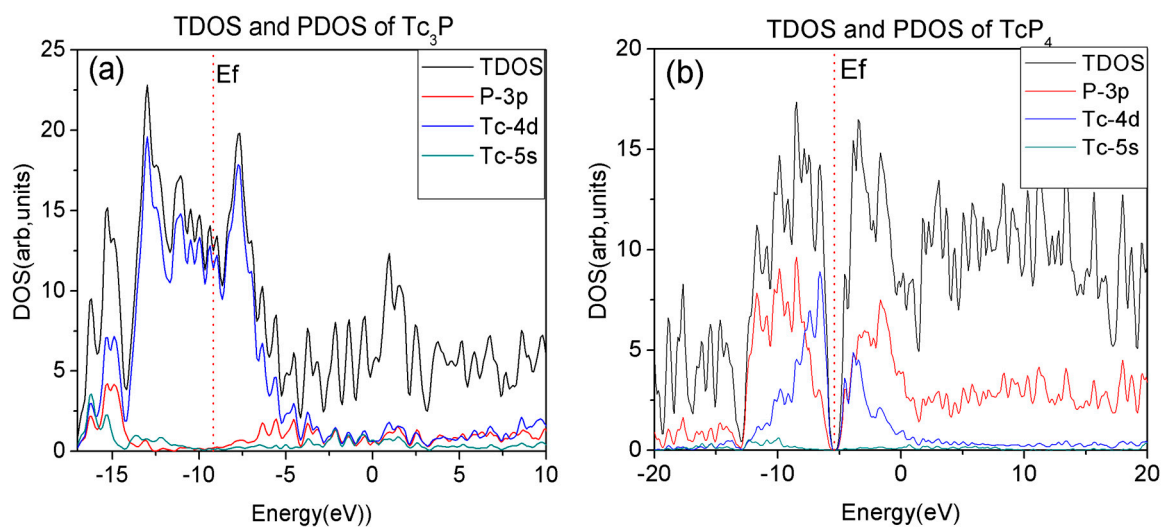 TDOS and PDOS of Tc₃P
(a)
Ef
TDOS
P-3p
Tc-4d
Tc-5s
DOS(arb,units)
25
20
15
10
5
0
-15
-10
-5
0
5
10
Energy(eV))
TDOS and PDOS of TcP₄
(b)
Ef
TDOS
P-3p
Tc-4d
Tc-5s
DOS(arb,units)
20
15
10
5
0
-20
-10
0
10
20
Energy(eV)